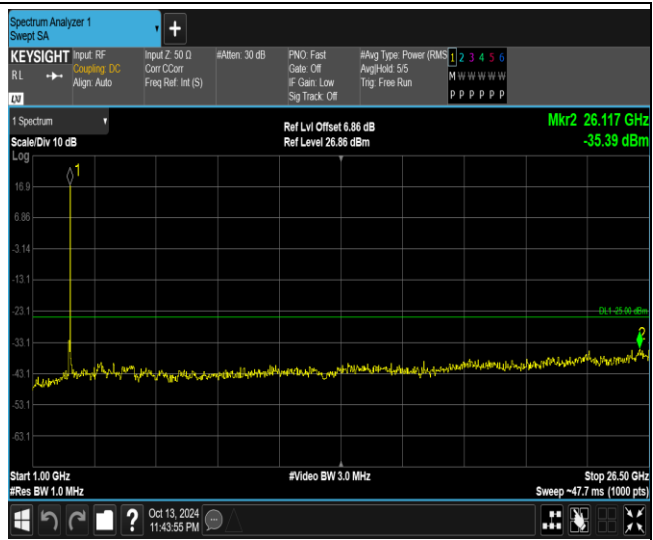 Spectrum Analyzer 1
Swept SA
+
KEYSIGHT
RL
LXI
Input: RF
Coupling: DC
Align: Auto
Input Z: 50 Ω
Corr CCorr
Freq Ref: Int (S)
#Atten: 30 dB
PNO: Fast
Gate: Off
IF Gain: Low
Sig Track: Off
#Avg Type: Power (RMS
Avg|Hold: 5/5
Trig: Free Run
1 2 3 4 5 6
M W W W W W
P P P P P P
1 Spectrum
Scale/Div 10 dB
Log
Ref Lvl Offset 6.86 dB
Ref Level 26.86 dBm
Mkr2 26.117 GHz
-35.39 dBm
1
16.9
6.86
-3.14
-13.1
-23.1
DL1 -25.00 dBm
2
-33.1
-43.1
-53.1
-63.1
Start 1.00 GHz
#Video BW 3.0 MHz
Stop 26.50 GHz
#Res BW 1.0 MHz
Sweep ~47.7 ms (1000 pts)
?
Oct 13, 2024
11:43:55 PM